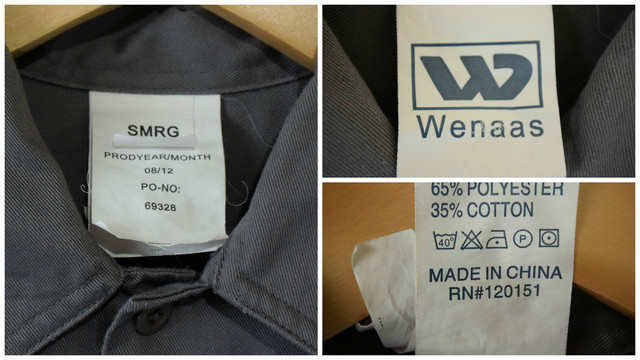 SMRG
PRODYEAR/MONTH
08/12
PO-NO:
69328
Wenaas
65% POLYESTER
35% COTTON
40° P
MADE IN CHINA
RN#120151